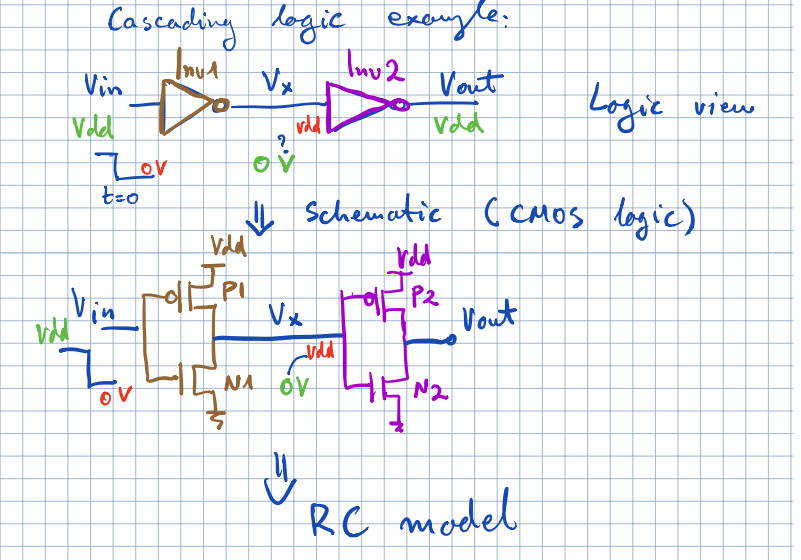 Cascading logic example:
Inv1 Inv2
Vin Vx Vout
Logic view
Vdd vdd Vdd
?
0V 0V
t=0
Schematic (CMOS logic)
Vdd Vdd
P1 P2
Vin Vx Vout
Vdd vdd
0V 0V
N1 N2
RC model